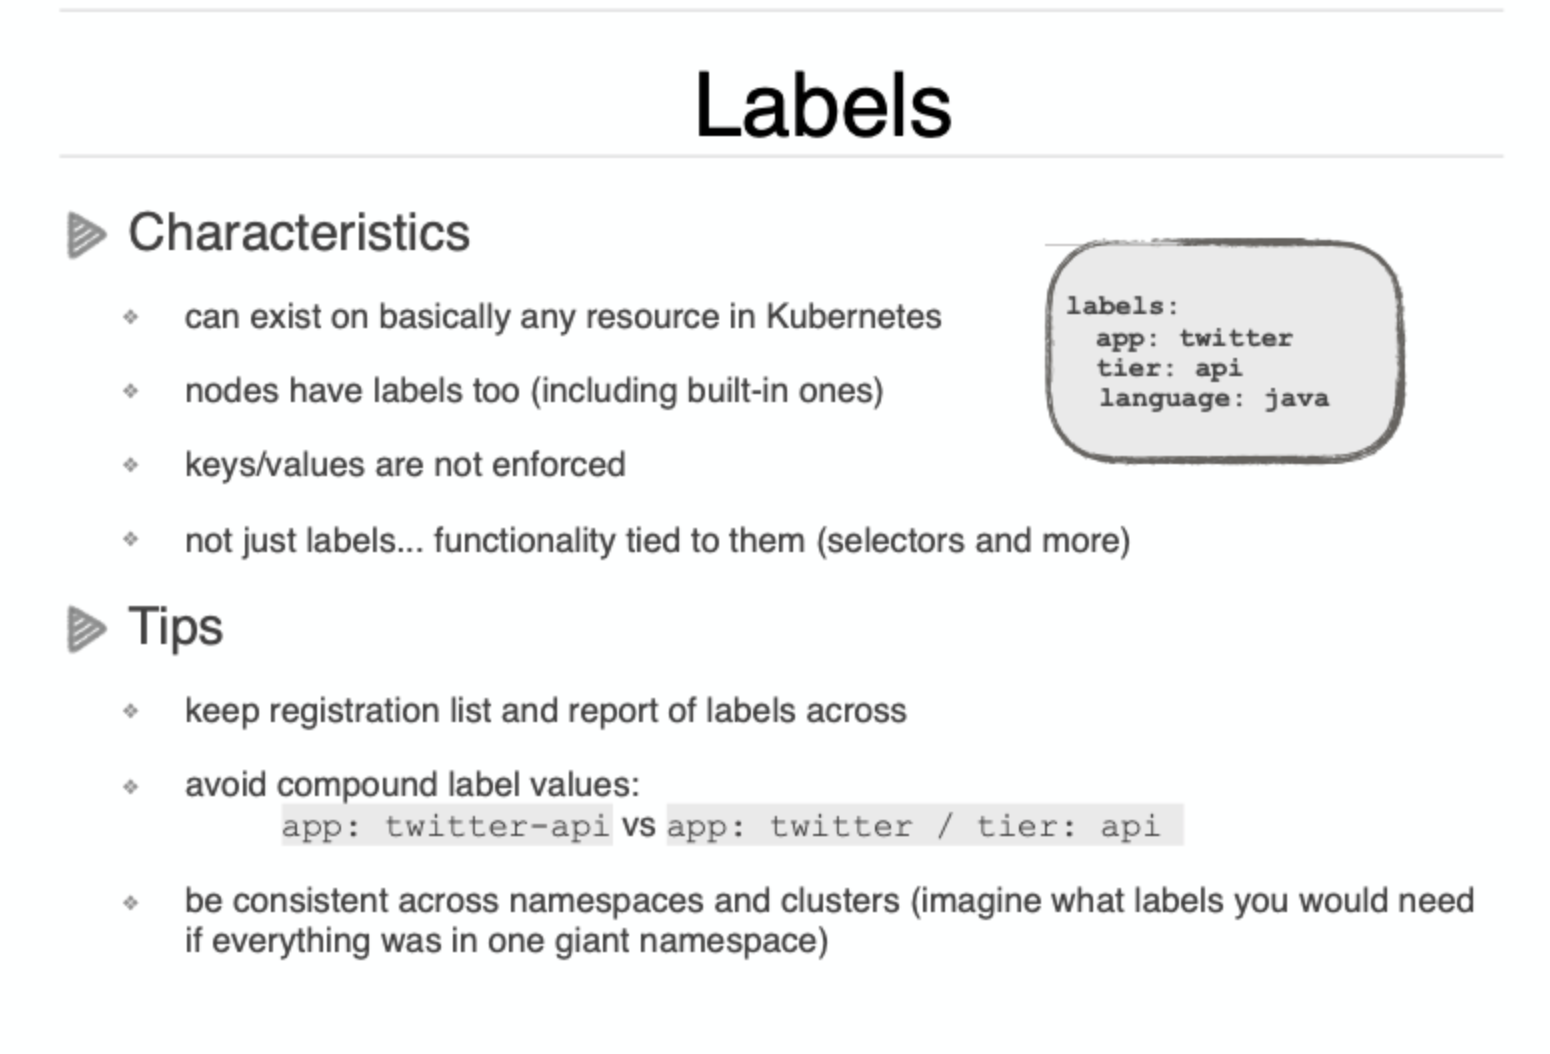 Labels
Characteristics
can exist on basically any resource in Kubernetes
nodes have labels too (including built-in ones)
keys/values are not enforced
not just labels... functionality tied to them (selectors and more)
labels:
app: twitter
tier: api
language: java
Tips
keep registration list and report of labels across
avoid compound label values:
app: twitter-api vs app: twitter / tier: api
be consistent across namespaces and clusters (imagine what labels you would need
if everything was in one giant namespace)